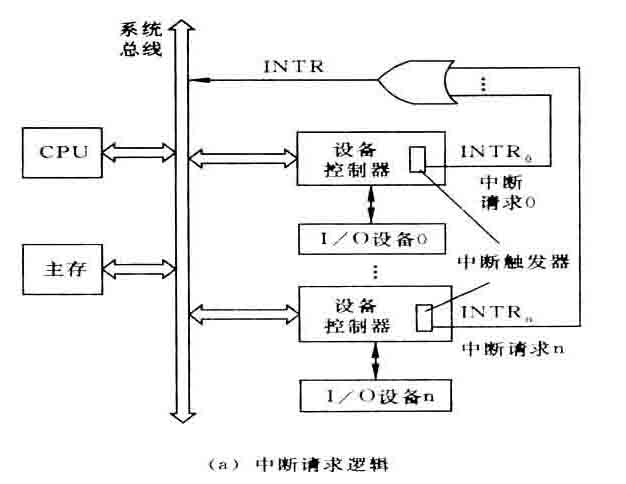 系统
总线
INTR
CPU
设备
控制器
INTR0
中断
请求0
I/O设备0
主存
中断触发器
设备
控制器
INTRn
中断请求n
I/O设备n
(a) 中断请求逻辑